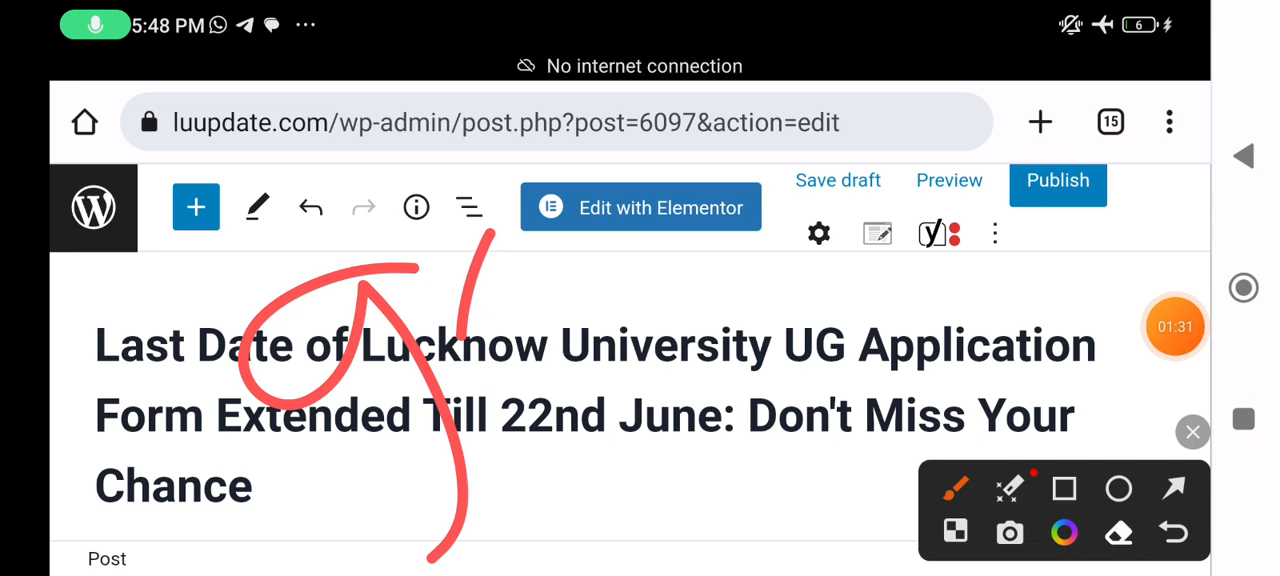 5:48 PM
6
No internet connection
luupdate.com/wp-admin/post.php?post=6097&action=edit
15
Save draft
Preview
Publish
Edit with Elementor
Last Date of Lucknow University UG Application
Form Extended Till 22nd June: Don't Miss Your
Chance
01:31
Post